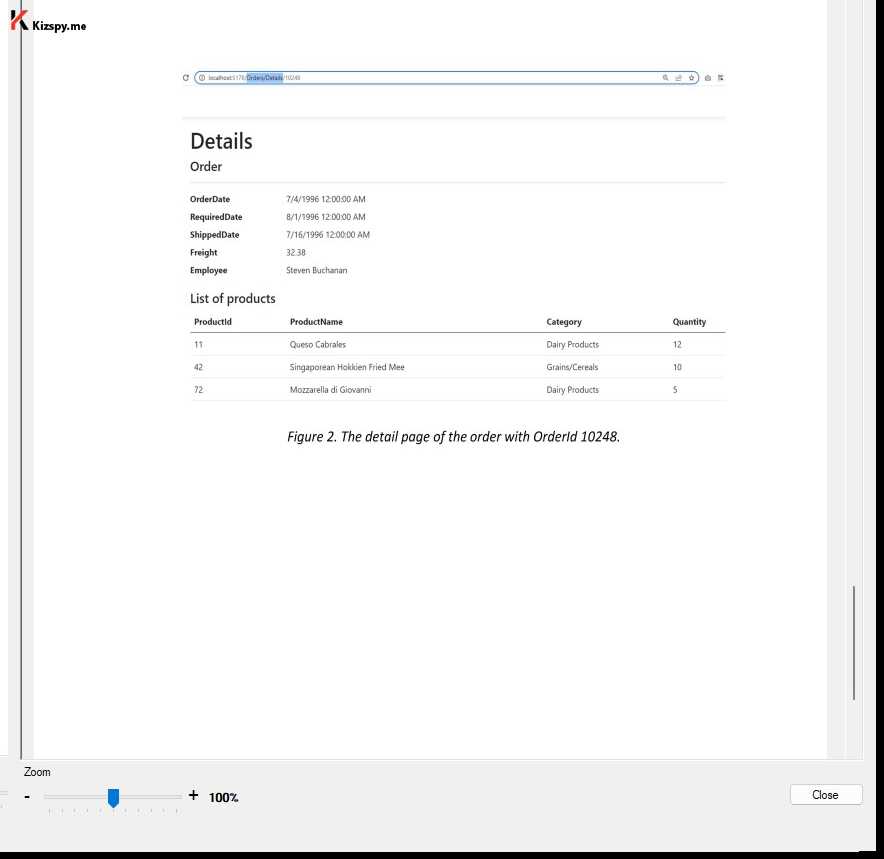 Kizspy.me
localhost:5176/Orders/Details/10248
Details
Order
OrderDate 7/4/1996 12:00:00 AM
RequiredDate 8/1/1996 12:00:00 AM
ShippedDate 7/16/1996 12:00:00 AM
Freight 32.38
Employee Steven Buchanan
List of products
ProductId ProductName Category Quantity
11 Queso Cabrales Dairy Products 12
42 Singaporean Hokkien Fried Mee Grains/Cereals 10
72 Mozzarella di Giovanni Dairy Products 5
Figure 2. The detail page of the order with OrderId 10248.
Zoom
- + 100%
Close